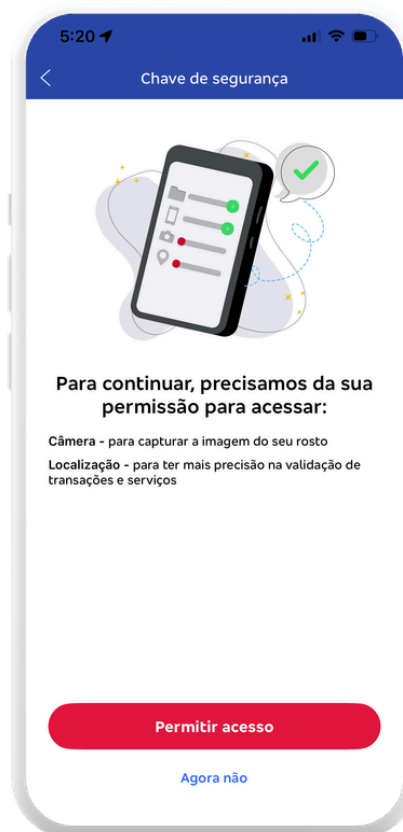 5:20
Chave de segurança
Para continuar, precisamos da sua
permissão para acessar:
Câmera - para capturar a imagem do seu rosto
Localização - para ter mais precisão na validação de
transações e serviços
Permitir acesso
Agora não